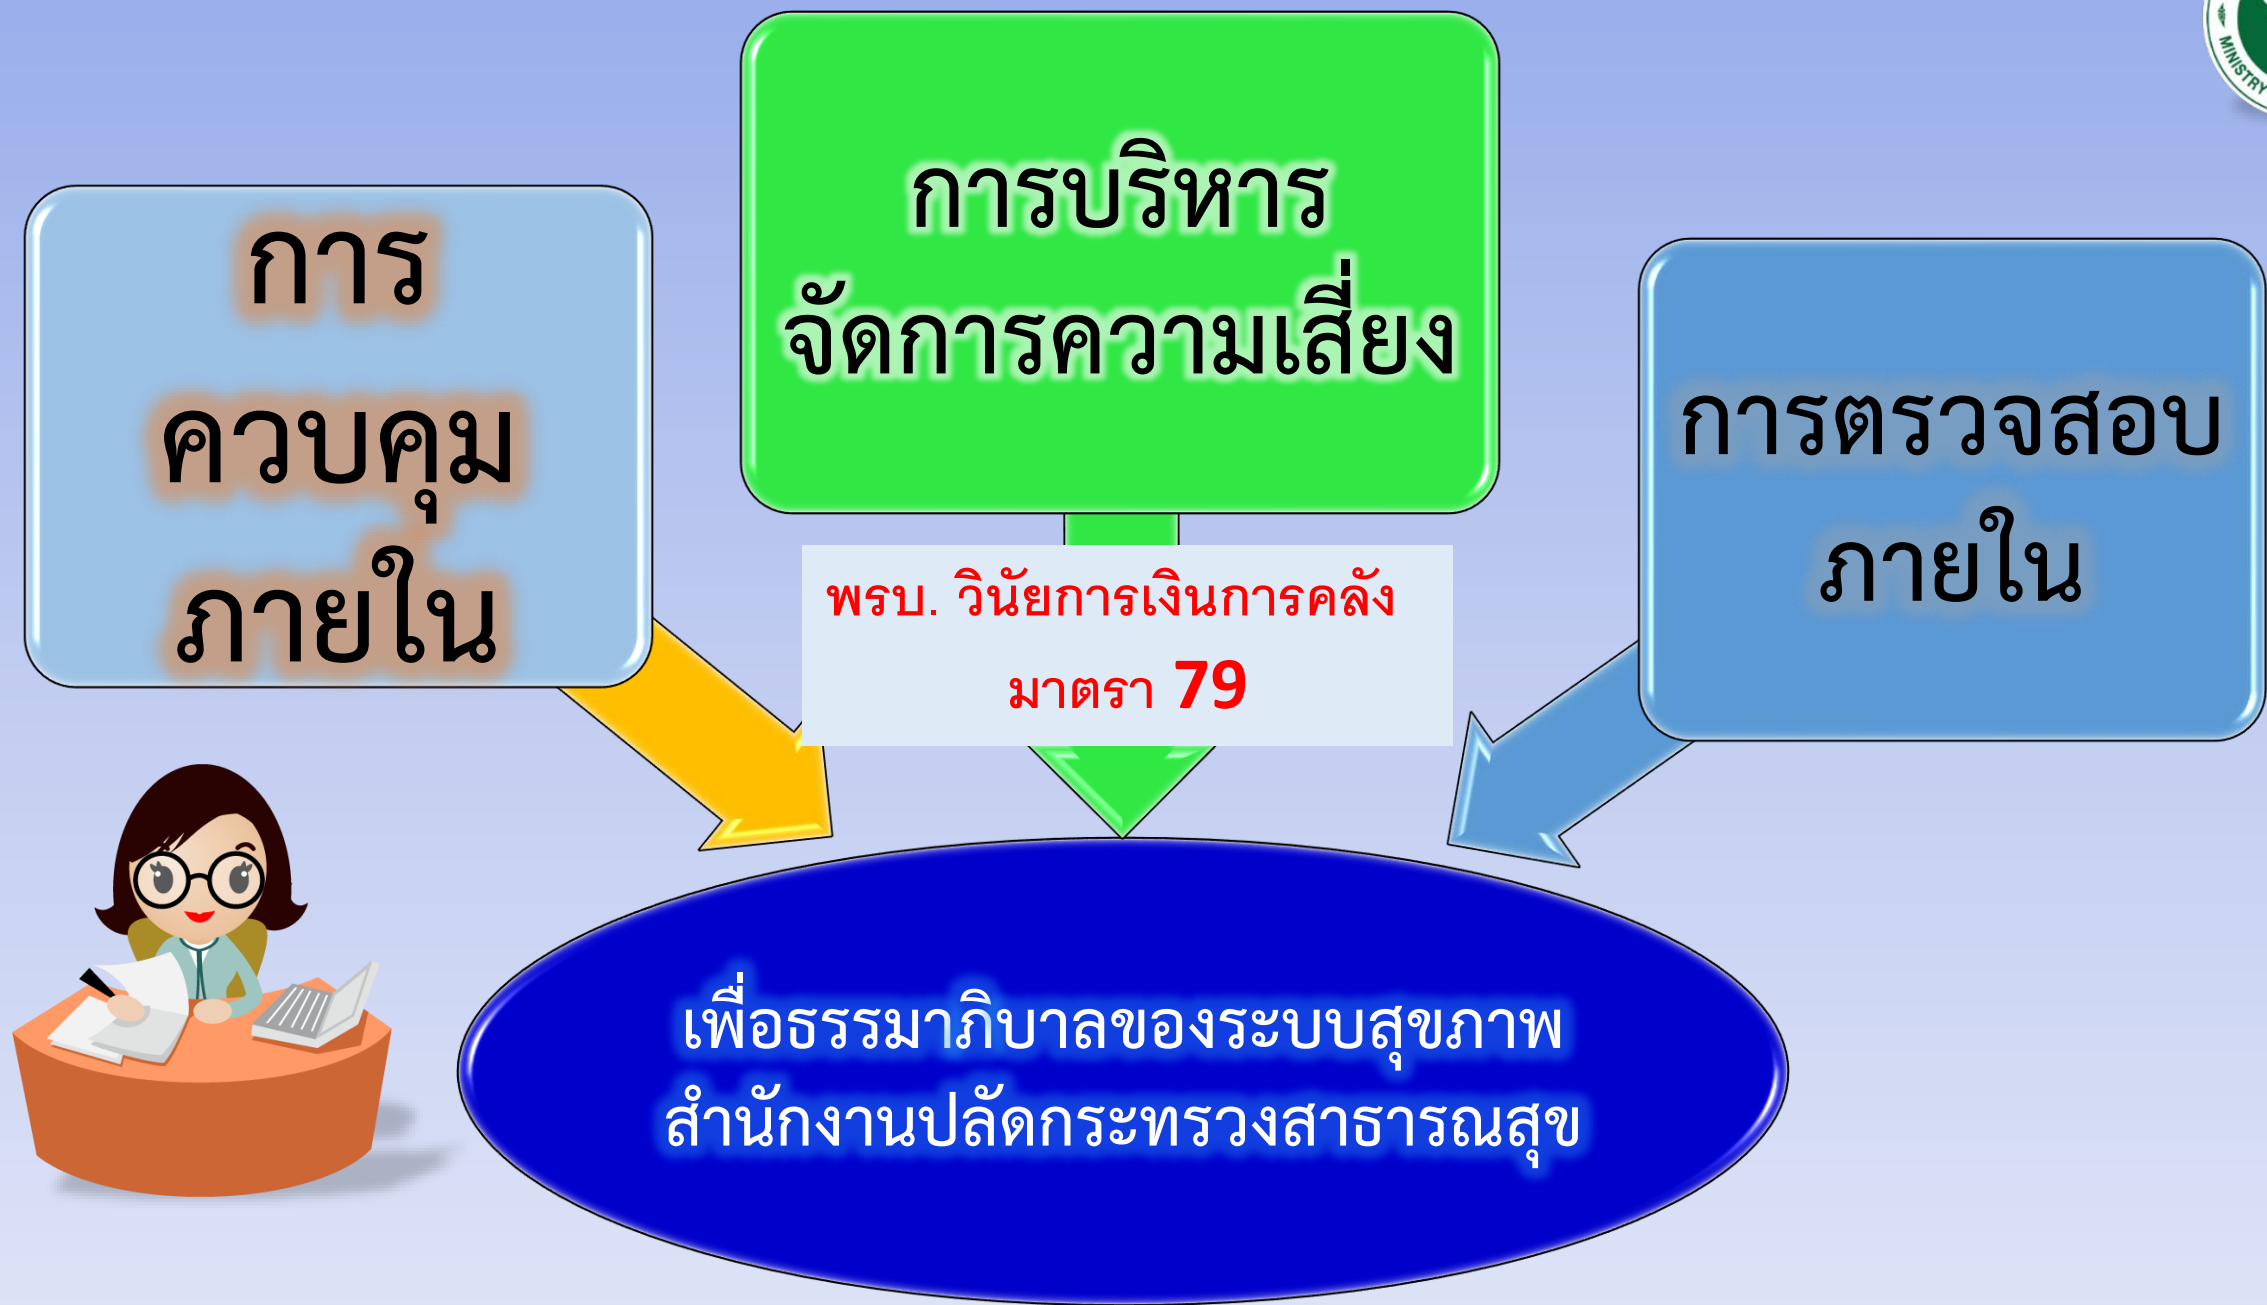 การ
ควบคุม
ภายใน
การบริหาร
จัดการความเสี่ยง
การตรวจสอบ
ภายใน
พรบ. วินัยการเงินการคลัง
มาตรา 79
เพื่อธรรมาภิบาลของระบบสุขภาพ
สำนักงานปลัดกระทรวงสาธารณสุข
MINISTRY